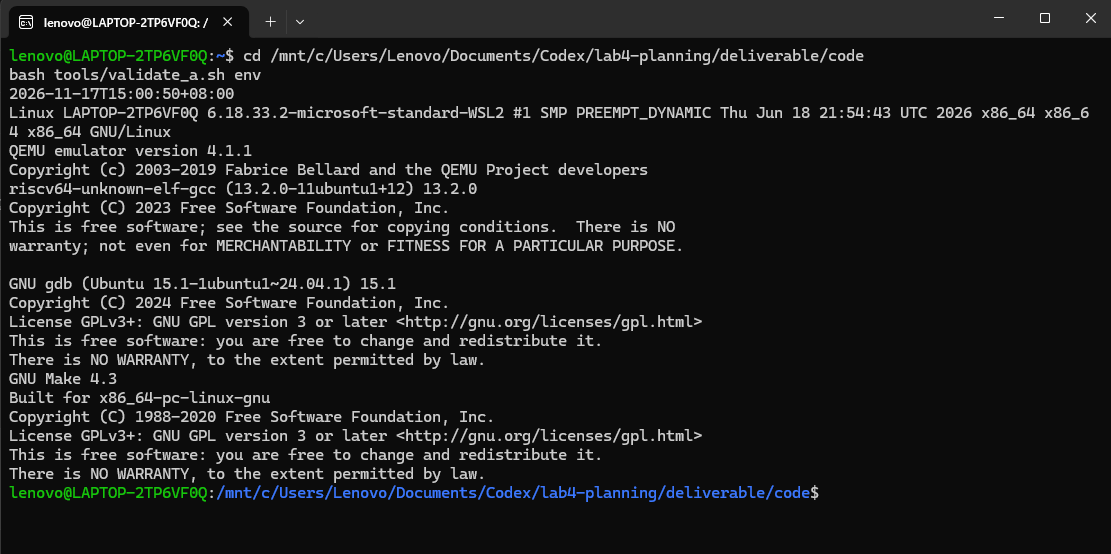 lenovo@LAPTOP-2TP6VF0Q: /
lenovo@LAPTOP-2TP6VF0Q:~$ cd /mnt/c/Users/Lenovo/Documents/Codex/lab4-planning/deliverable/code
bash tools/validate_a.sh env
2026-11-17T15:00:50+08:00
Linux LAPTOP-2TP6VF0Q 6.18.33.2-microsoft-standard-WSL2 #1 SMP PREEMPT_DYNAMIC Thu Jun 18 21:54:43 UTC 2026 x86_64 x86_6
4 x86_64 GNU/Linux
QEMU emulator version 4.1.1
Copyright (c) 2003-2019 Fabrice Bellard and the QEMU Project developers
riscv64-unknown-elf-gcc (13.2.0-11ubuntu1+12) 13.2.0
Copyright (C) 2023 Free Software Foundation, Inc.
This is free software; see the source for copying conditions.  There is NO
warranty; not even for MERCHANTABILITY or FITNESS FOR A PARTICULAR PURPOSE.

GNU gdb (Ubuntu 15.1-1ubuntu1~24.04.1) 15.1
Copyright (C) 2024 Free Software Foundation, Inc.
License GPLv3+: GNU GPL version 3 or later <http://gnu.org/licenses/gpl.html>
This is free software: you are free to change and redistribute it.
There is NO WARRANTY, to the extent permitted by law.
GNU Make 4.3
Built for x86_64-pc-linux-gnu
Copyright (C) 1988-2020 Free Software Foundation, Inc.
License GPLv3+: GNU GPL version 3 or later <http://gnu.org/licenses/gpl.html>
This is free software: you are free to change and redistribute it.
There is NO WARRANTY, to the extent permitted by law.
lenovo@LAPTOP-2TP6VF0Q:/mnt/c/Users/Lenovo/Documents/Codex/lab4-planning/deliverable/code$